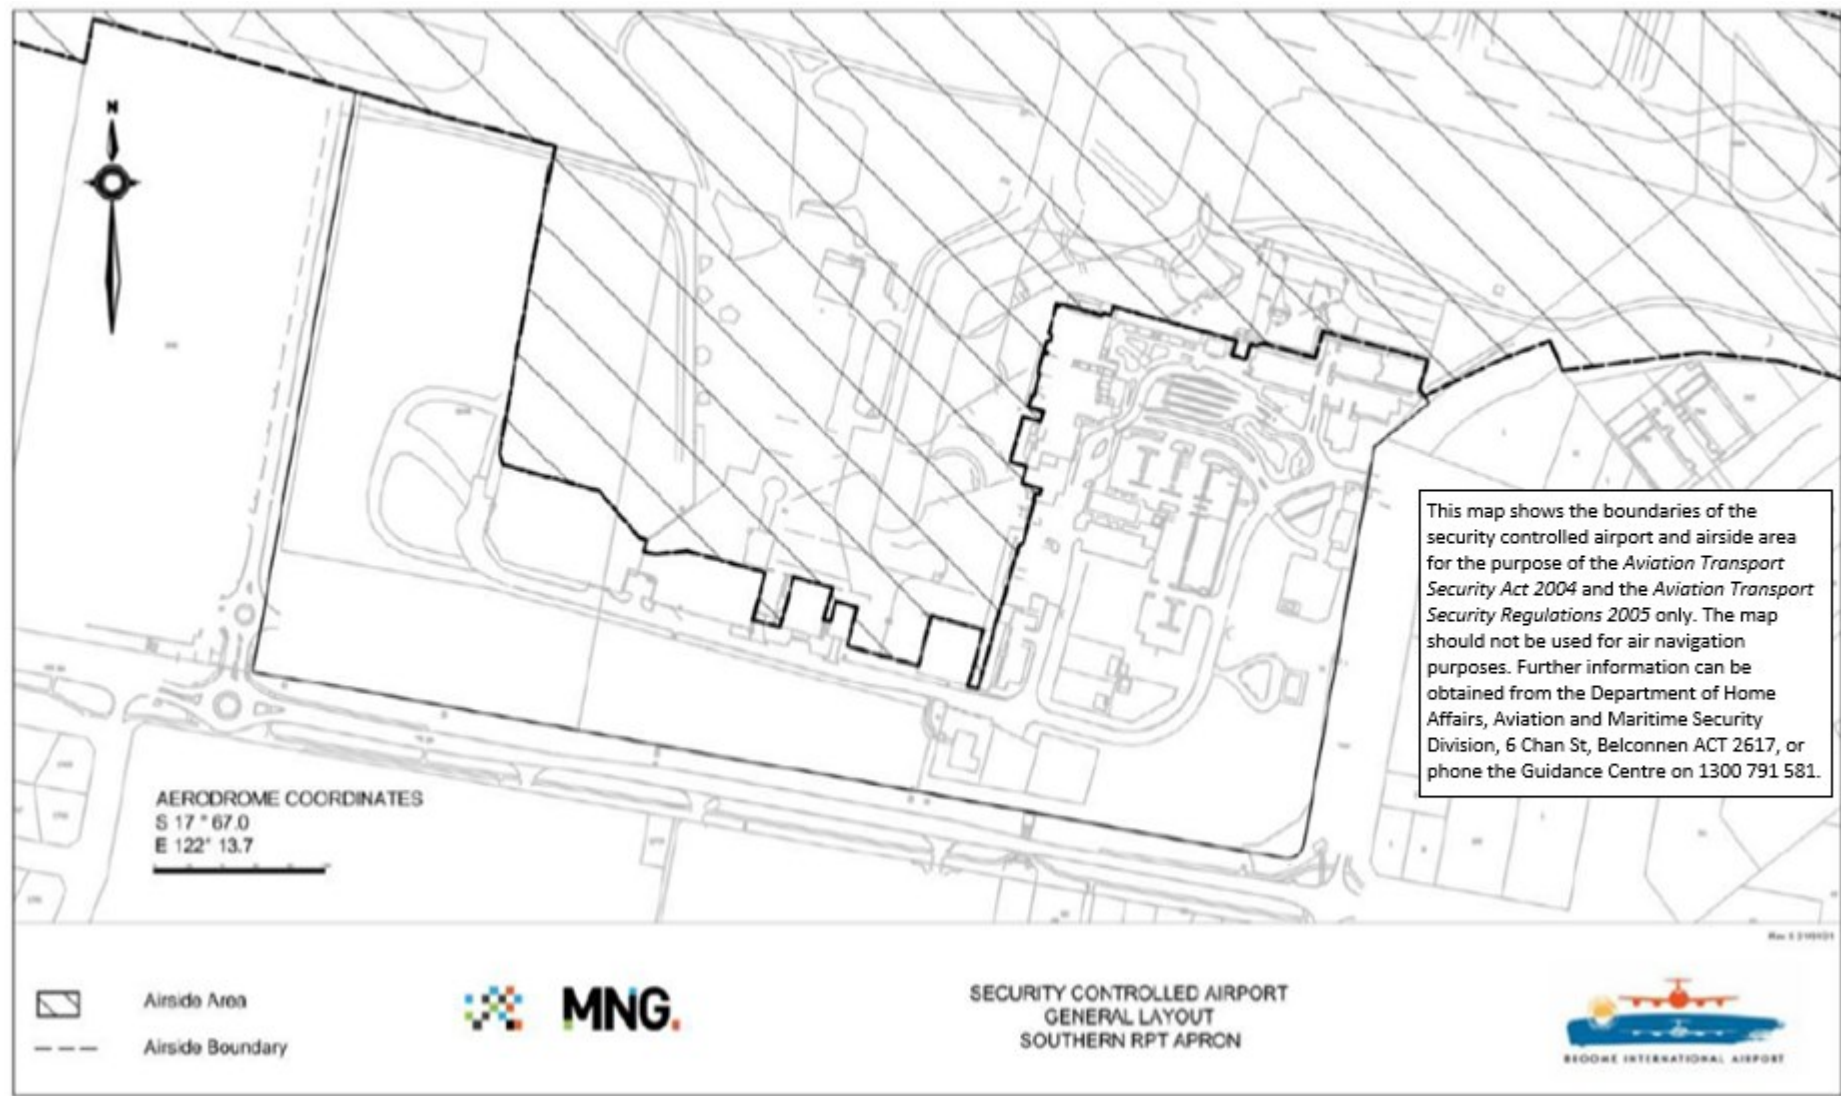 N
This map shows the boundaries of the
security controlled airport and airside area
for the purpose of the Aviation Transport
Security Act 2004 and the Aviation Transport
Security Regulations 2005 only. The map
should not be used for air navigation
purposes. Further information can be
obtained from the Department of Home
Affairs, Aviation and Maritime Security
Division, 6 Chan St, Belconnen ACT 2617, or
phone the Guidance Centre on 1300 791 581.
AERODROME COORDINATES
S 17 ° 67.0
E 122° 13.7
Airside Area
Airside Boundary
MNG.
SECURITY CONTROLLED AIRPORT
GENERAL LAYOUT
SOUTHERN RPT APRON
BROOME INTERNATIONAL AIRPORT